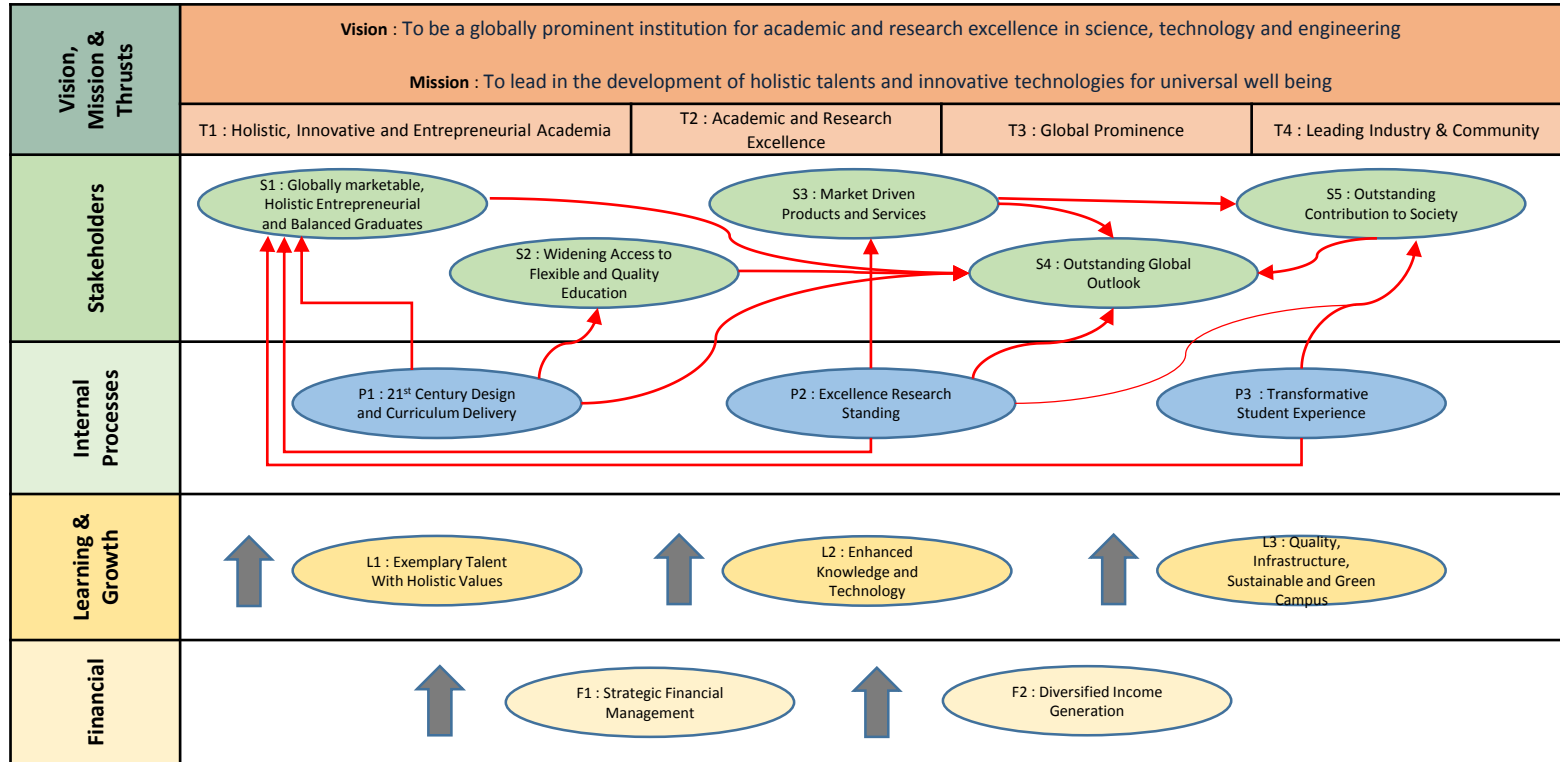 Vision,
Mission &
Thrusts
Vision : To be a globally prominent institution for academic and research excellence in science, technology and engineering
Mission : To lead in the development of holistic talents and innovative technologies for universal well being
T1 : Holistic, Innovative and Entrepreneurial Academia
T2 : Academic and Research
Excellence
T3 : Global Prominence
T4 : Leading Industry & Community
Stakeholders
S1 : Globally marketable,
Holistic Entrepreneurial
and Balanced Graduates
S2 : Widening Access to
Flexible and Quality
Education
S3 : Market Driven
Products and Services
S4 : Outstanding Global
Outlook
S5 : Outstanding
Contribution to Society
Internal
Processes
P1 : 21st Century Design
and Curriculum Delivery
P2 : Excellence Research
Standing
P3 : Transformative
Student Experience
Learning &
Growth
L1 : Exemplary Talent
With Holistic Values
L2 : Enhanced
Knowledge and
Technology
L3 : Quality,
Infrastructure,
Sustainable and Green
Campus
Financial
F1 : Strategic Financial
Management
F2 : Diversified Income
Generation